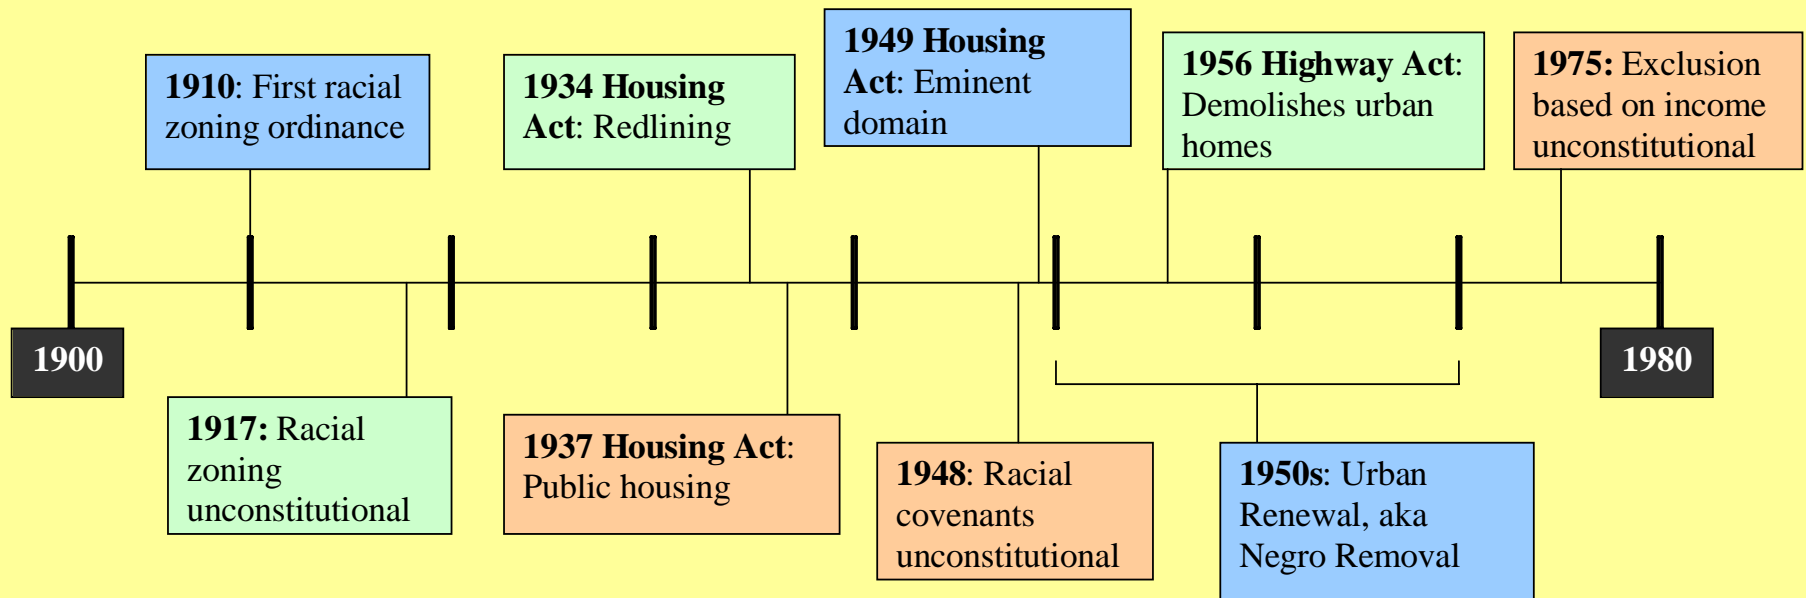 1910: First racial
zoning ordinance
1934 Housing
Act: Redlining
1949 Housing
Act: Eminent
domain
1956 Highway Act:
Demolishes urban
homes
1975: Exclusion
based on income
unconstitutional
1900
1980
1917: Racial
zoning
unconstitutional
1937 Housing Act:
Public housing
1948: Racial
covenants
unconstitutional
1950s: Urban
Renewal, aka
Negro Removal